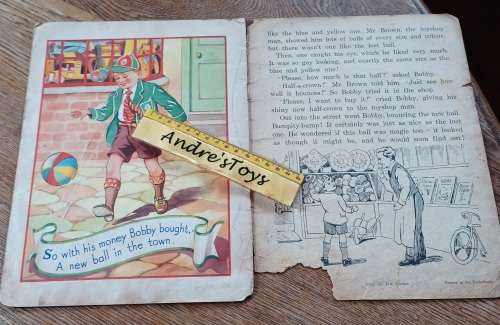 So with his money Bobby bought,
A new ball in the town.
Andre'sToys
like the blue and yellow one. Mr Brown, the toyshop
man, showed him lots of balls of every size and colour,
but there wasn't one like the lost ball.
Then, one caught his eye, which he liked very much.
It was so gay looking, and exactly the same size as the
blue and yellow one!
"Please, how much is that ball?" asked Bobby.
"Half-a-crown?" Mr Brown told him. "Just see how
well it bounces!" So Bobby tried it in the shop.
"Please, I want to buy it!" cried Bobby, giving his
shiny new half-crown to the toyshop man.
Out into the street went Bobby, bouncing the new ball.
Bumpity-bump! It certainly was just as nice as the lost
one. He wondered if this ball was magic too - it looked
as though it might be, and he would soon find out!